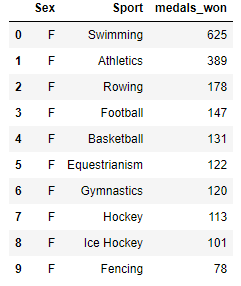 Sex Sport medals_won
0 F Swimming 625
1 F Athletics 389
2 F Rowing 178
3 F Football 147
4 F Basketball 131
5 F Equestrianism 122
6 F Gymnastics 120
7 F Hockey 113
8 F Ice Hockey 101
9 F Fencing 78